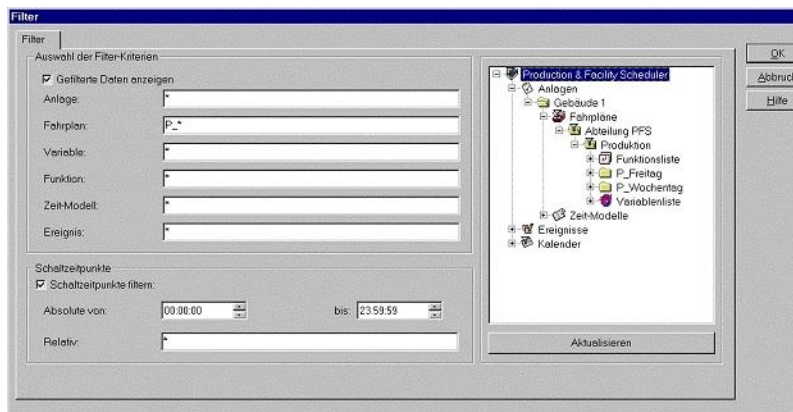 Filter
Filter
Auswahl der Filter-Kriterien
Gefilterte Daten anzeigen
Anlage: *
Fahrplan: P_*
Variable: *
Funktion: *
Zeit-Modell: *
Ereignis: *
Schaltzeitpunkte
Schaltzeitpunkte filtern:
Absolute von: 00:00:00 bis: 23:59:59
Relativ: *
Production & Facility Scheduler
Anlagen
Gebäude 1
Fahrpläne
Abteilung PFS
Produktion
Funktionsliste
P_Freitag
P_Wochentag
Variablenliste
Zeit-Modelle
Ereignisse
Kalender
Aktualisieren
OK
Abbruch
Hilfe